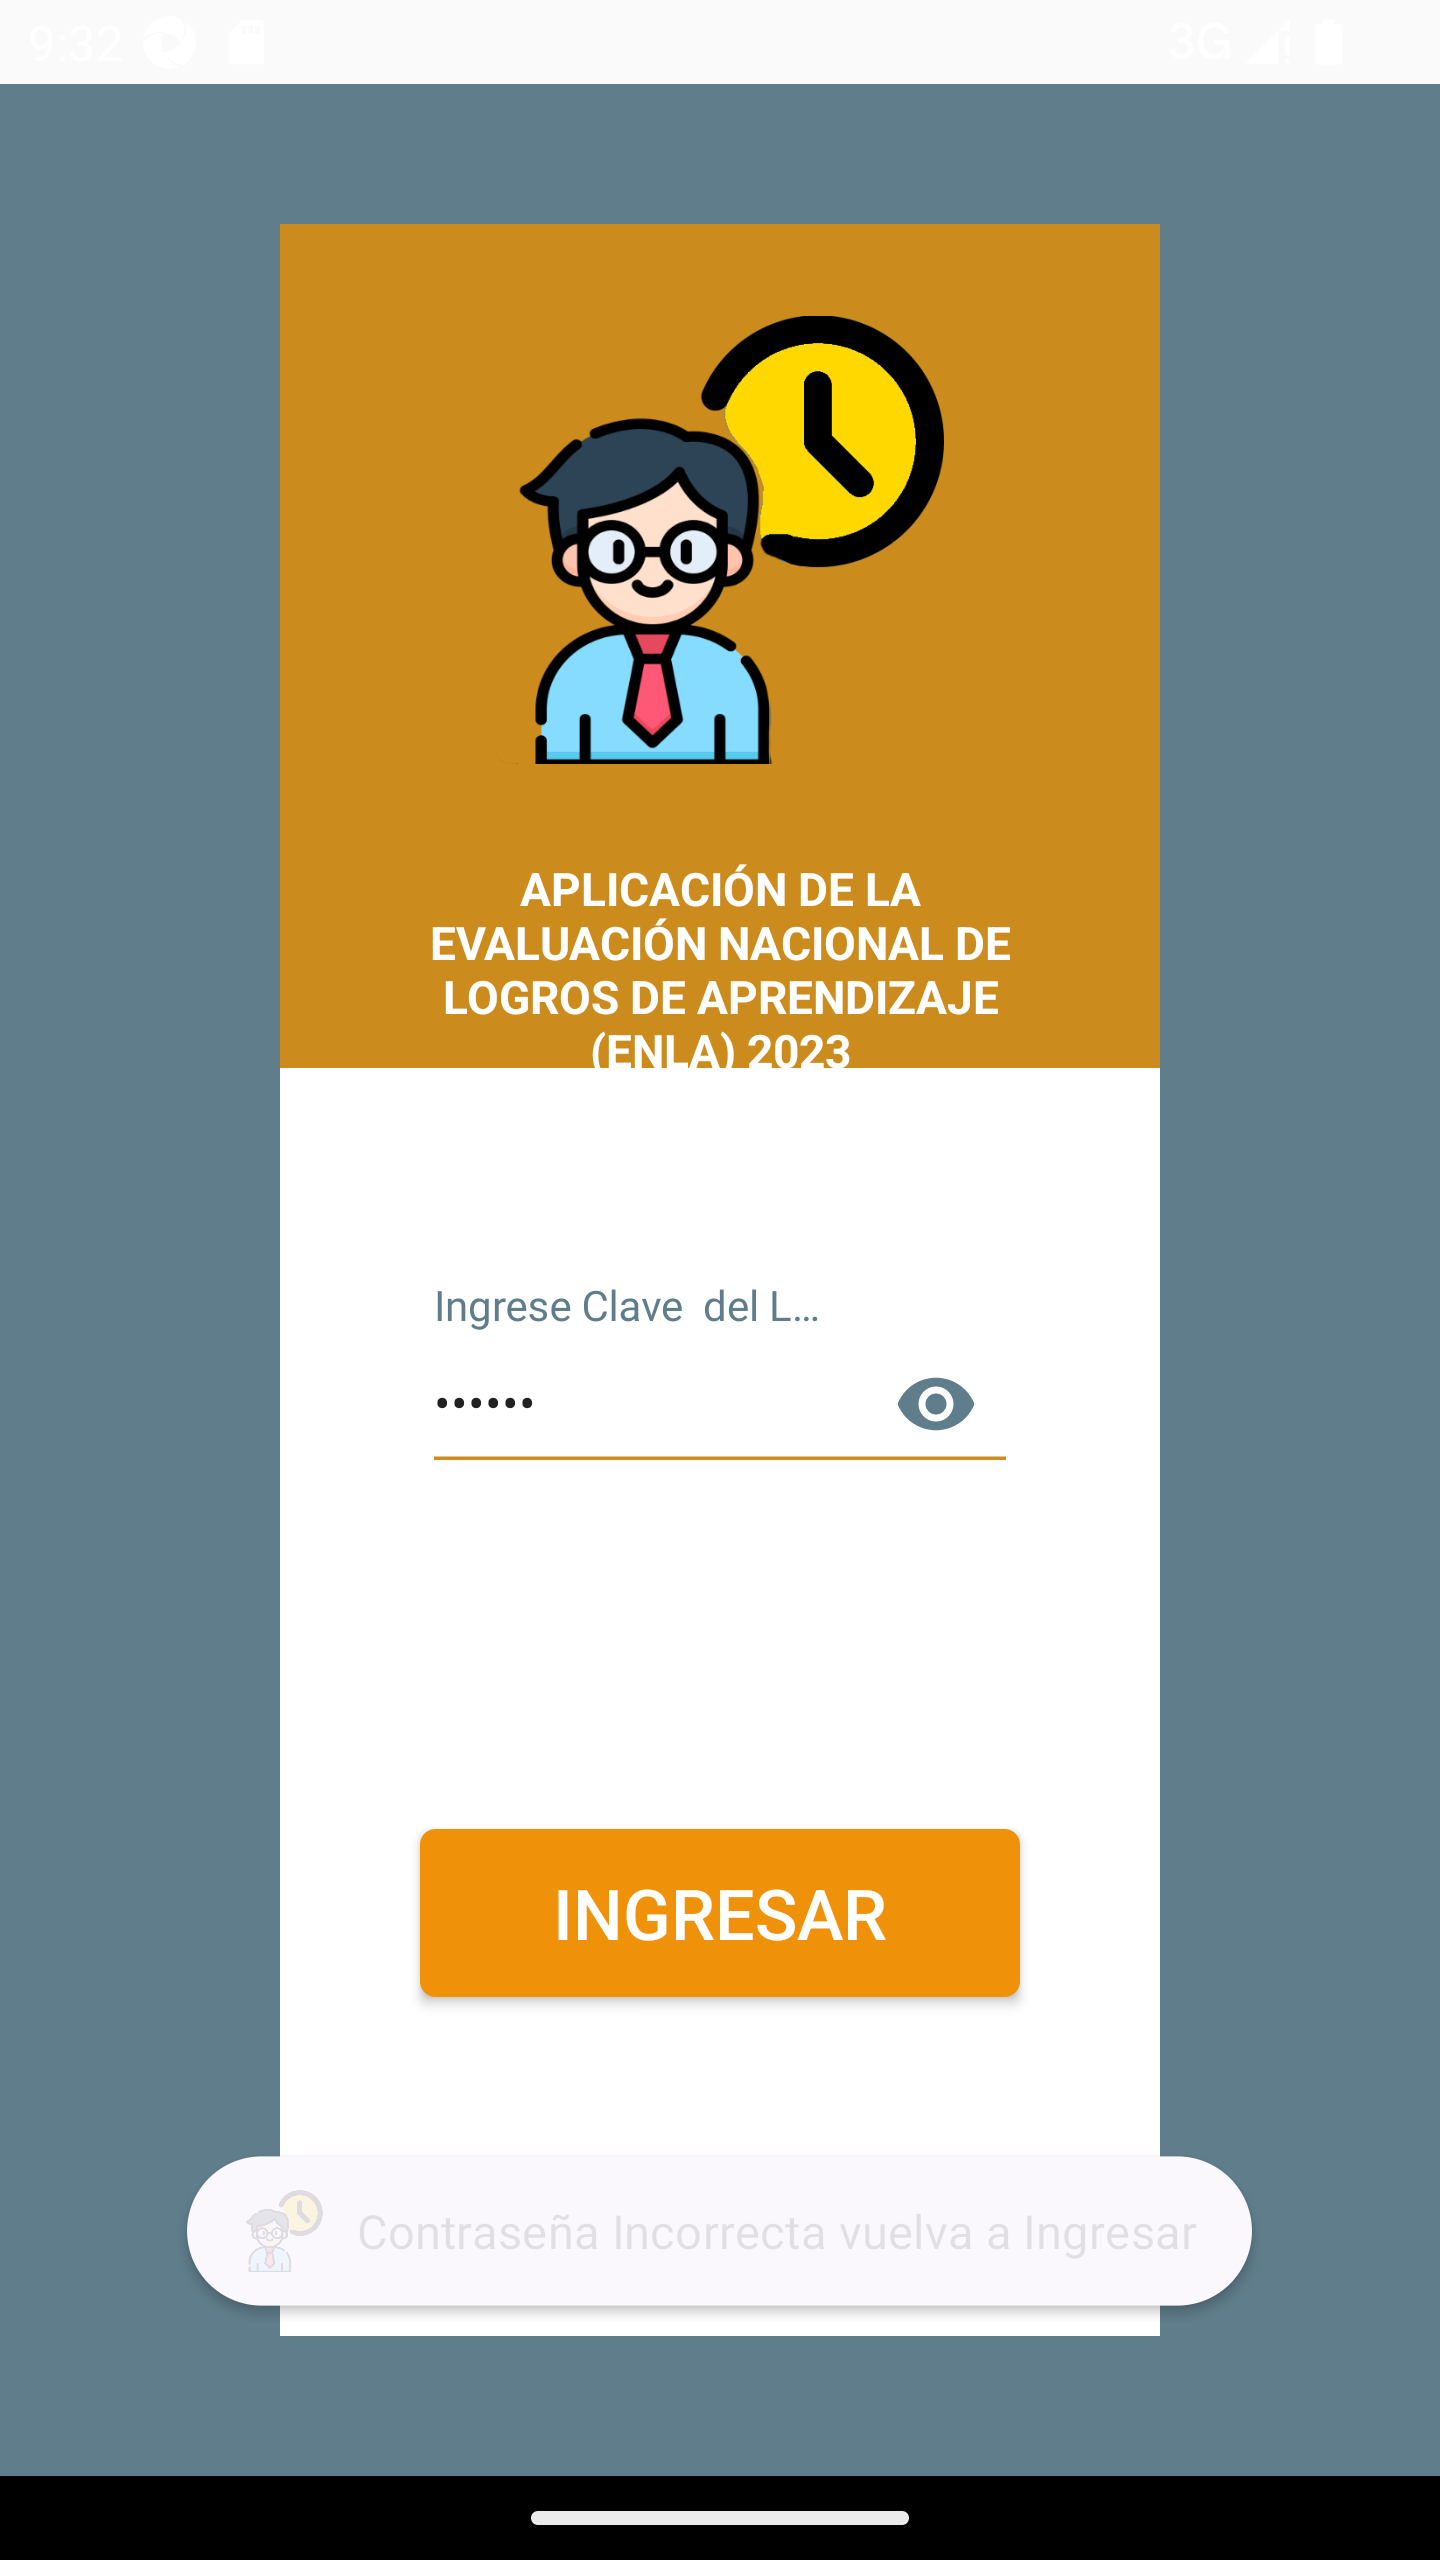 9:32
3G
APLICACIÓN DE LA
EVALUACIÓN NACIONAL DE
LOGROS DE APRENDIZAJE
(ENLA) 2023
Ingrese Clave  del L...
••••••
INGRESAR
Contraseña Incorrecta vuelva a Ingresar